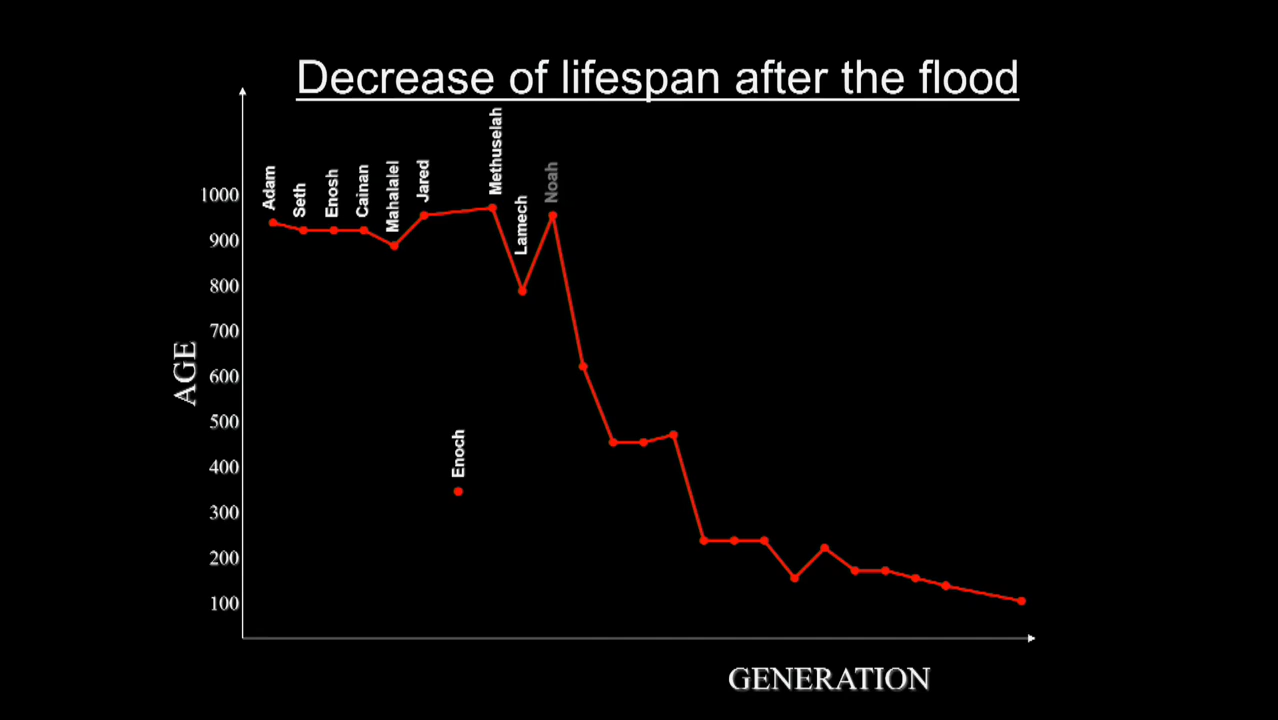 Decrease of lifespan after the flood
Adam
Seth
Enosh
Cainan
Mahalalel
Jared
Enoch
Methuselah
Lamech
Noah
1000
900
800
700
600
500
400
300
200
100
AGE
GENERATION